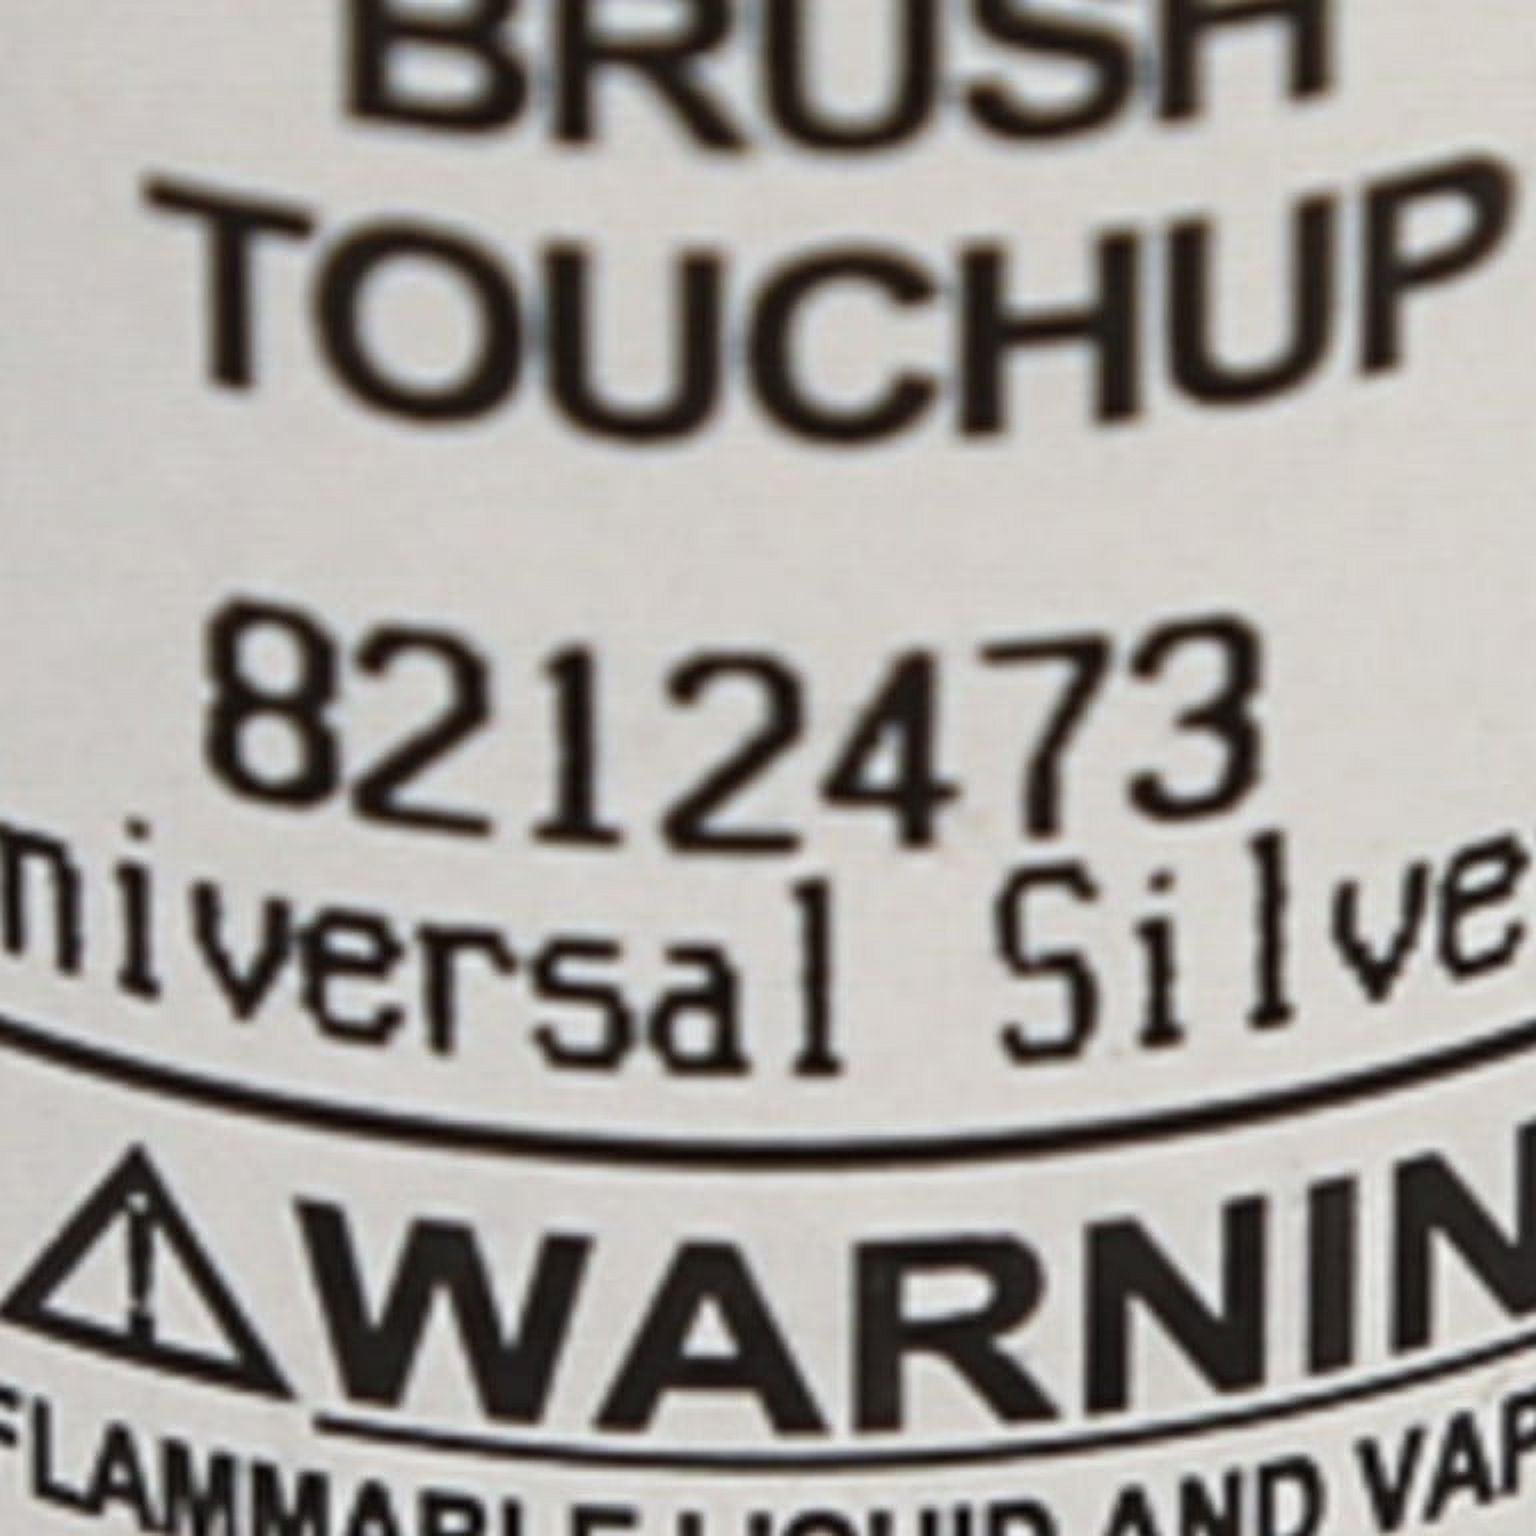 BRUSH
TOUCHUP
8212473
niversal Silve
WARNIN
FLAMMABLE LIQUID AND VAP